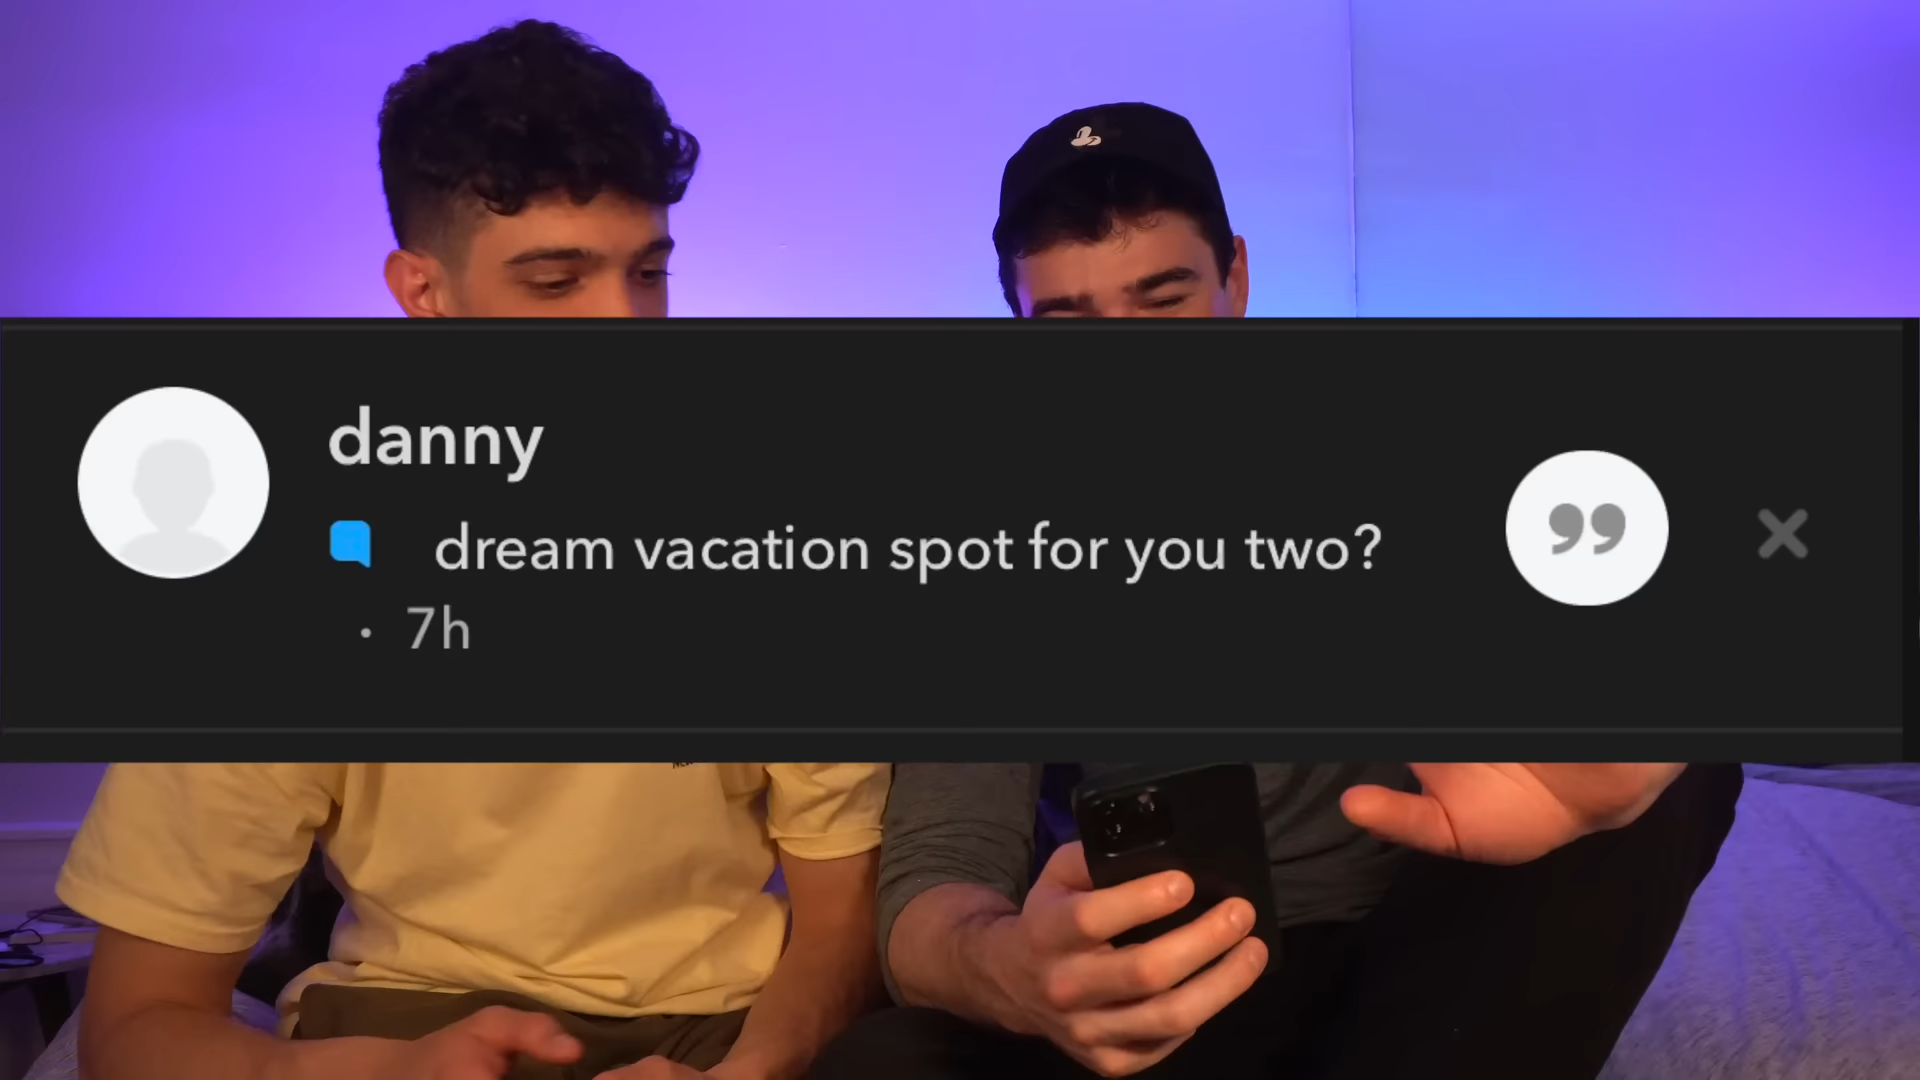 danny
dream vacation spot for you two?
· 7h